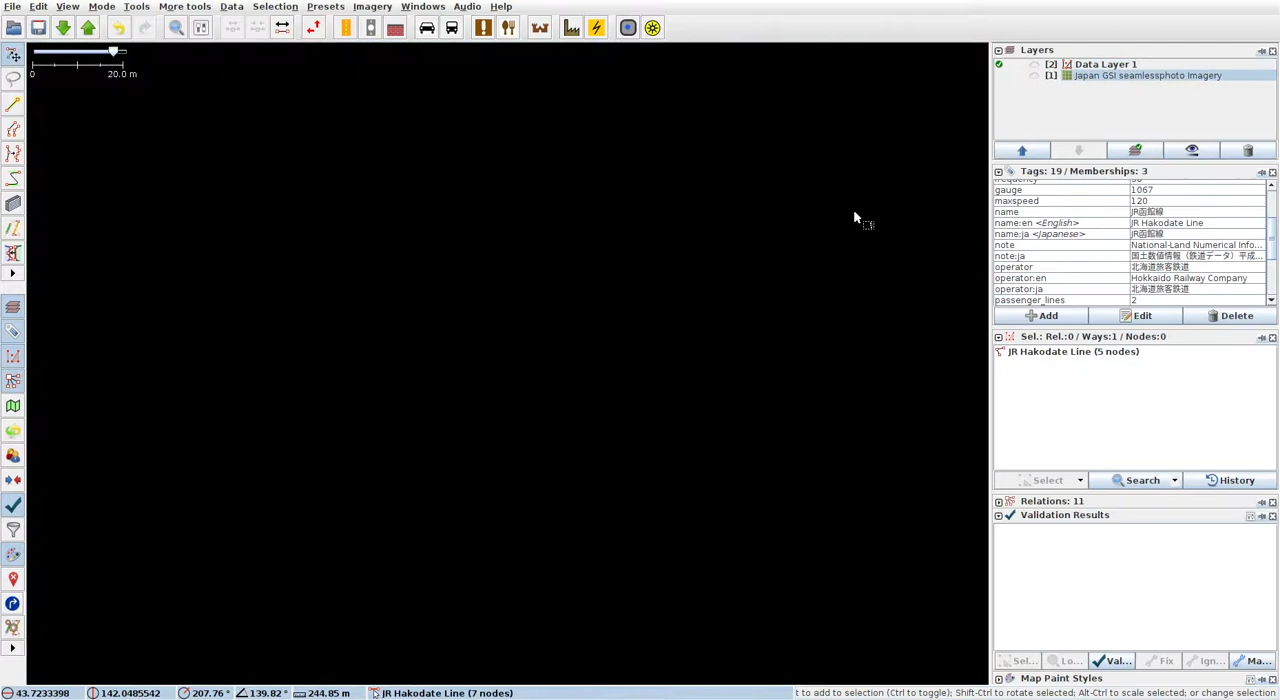 File Edit View Mode Tools More tools Data Selection Presets Imagery Windows Audio Help
0 20.0 m
Layers
[2] Data Layer 1
[1] Japan GSI seamlessphoto Imagery
Tags: 19 / Memberships: 3
gauge 1067
maxspeed 120
name JR函館線
name:en <English> JR Hakodate Line
name:ja <Japanese> JR函館線
note National-Land Numerical Info...
note:ja 国土数値情報（鉄道データ）平成...
operator 北海道旅客鉄道
operator:en Hokkaido Railway Company
operator:ja 北海道旅客鉄道
passenger_lines 2
Add Edit Delete
Sel.: Rel.:0 / Ways:1 / Nodes:0
JR Hakodate Line (5 nodes)
Select Search History
Relations: 11
Validation Results
Sel... Lo... Val... Fix Ign... Ma...
Map Paint Styles
43.7233398 142.0485542 207.76 ° 139.82 ° 244.85 m JR Hakodate Line (7 nodes) t to add to selection (Ctrl to toggle); Shift-Ctrl to rotate selected; Alt-Ctrl to scale selected; or change selection